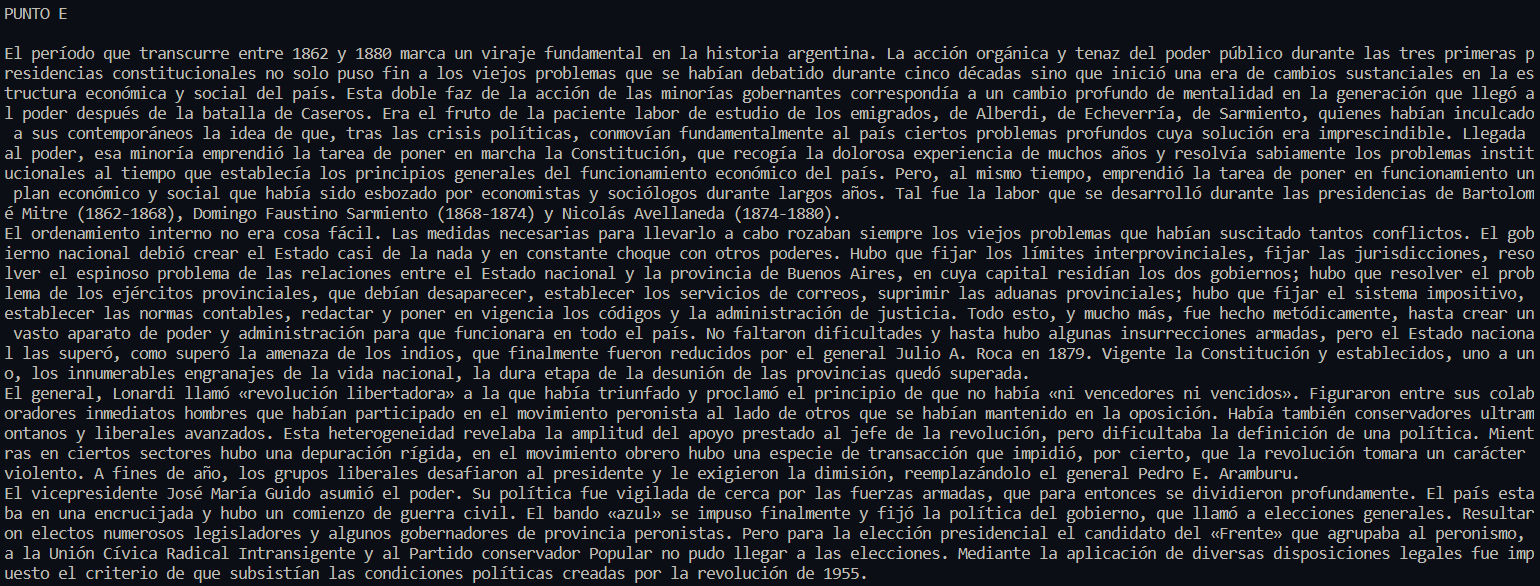 PUNTO E

El período que transcurre entre 1862 y 1880 marca un viraje fundamental en la historia argentina. La acción orgánica y tenaz del poder público durante las tres primeras p
residencias constitucionales no solo puso fin a los viejos problemas que se habían debatido durante cinco décadas sino que inició una era de cambios sustanciales en la es
tructura económica y social del país. Esta doble faz de la acción de las minorías gobernantes correspondía a un cambio profundo de mentalidad en la generación que llegó a
l poder después de la batalla de Caseros. Era el fruto de la paciente labor de estudio de los emigrados, de Alberdi, de Echeverría, de Sarmiento, quienes habían inculcado
 a sus contemporáneos la idea de que, tras las crisis políticas, conmovían fundamentalmente al país ciertos problemas profundos cuya solución era imprescindible. Llegada
al poder, esa minoría emprendió la tarea de poner en marcha la Constitución, que recogía la dolorosa experiencia de muchos años y resolvía sabiamente los problemas instit
ucionales al tiempo que establecía los principios generales del funcionamiento económico del país. Pero, al mismo tiempo, emprendió la tarea de poner en funcionamiento un
 plan económico y social que había sido esbozado por economistas y sociólogos durante largos años. Tal fue la labor que se desarrolló durante las presidencias de Bartolom
é Mitre (1862-1868), Domingo Faustino Sarmiento (1868-1874) y Nicolás Avellaneda (1874-1880).
El ordenamiento interno no era cosa fácil. Las medidas necesarias para llevarlo a cabo rozaban siempre los viejos problemas que habían suscitado tantos conflictos. El gob
ierno nacional debió crear el Estado casi de la nada y en constante choque con otros poderes. Hubo que fijar los límites interprovinciales, fijar las jurisdicciones, reso
lver el espinoso problema de las relaciones entre el Estado nacional y la provincia de Buenos Aires, en cuya capital residían los dos gobiernos; hubo que resolver el prob
lema de los ejércitos provinciales, que debían desaparecer, establecer los servicios de correos, suprimir las aduanas provinciales; hubo que fijar el sistema impositivo,
establecer las normas contables, redactar y poner en vigencia los códigos y la administración de justicia. Todo esto, y mucho más, fue hecho metódicamente, hasta crear un
 vasto aparato de poder y administración para que funcionara en todo el país. No faltaron dificultades y hasta hubo algunas insurrecciones armadas, pero el Estado naciona
l las superó, como superó la amenaza de los indios, que finalmente fueron reducidos por el general Julio A. Roca en 1879. Vigente la Constitución y establecidos, uno a un
o, los innumerables engranajes de la vida nacional, la dura etapa de la desunión de las provincias quedó superada.
El general, Lonardi llamó «revolución libertadora» a la que había triunfado y proclamó el principio de que no había «ni vencedores ni vencidos». Figuraron entre sus colab
oradores inmediatos hombres que habían participado en el movimiento peronista al lado de otros que se habían mantenido en la oposición. Había también conservadores ultram
ontanos y liberales avanzados. Esta heterogeneidad revelaba la amplitud del apoyo prestado al jefe de la revolución, pero dificultaba la definición de una política. Mient
ras en ciertos sectores hubo una depuración rígida, en el movimiento obrero hubo una especie de transacción que impidió, por cierto, que la revolución tomara un carácter
violento. A fines de año, los grupos liberales desafiaron al presidente y le exigieron la dimisión, reemplazándolo el general Pedro E. Aramburu.
El vicepresidente José María Guido asumió el poder. Su política fue vigilada de cerca por las fuerzas armadas, que para entonces se dividieron profundamente. El país esta
ba en una encrucijada y hubo un comienzo de guerra civil. El bando «azul» se impuso finalmente y fijó la política del gobierno, que llamó a elecciones generales. Resultar
on electos numerosos legisladores y algunos gobernadores de provincia peronistas. Pero para la elección presidencial el candidato del «Frente» que agrupaba al peronismo,
 a la Unión Cívica Radical Intransigente y al Partido conservador Popular no pudo llegar a las elecciones. Mediante la aplicación de diversas disposiciones legales fue imp
uesto el criterio de que subsistían las condiciones políticas creadas por la revolución de 1955.